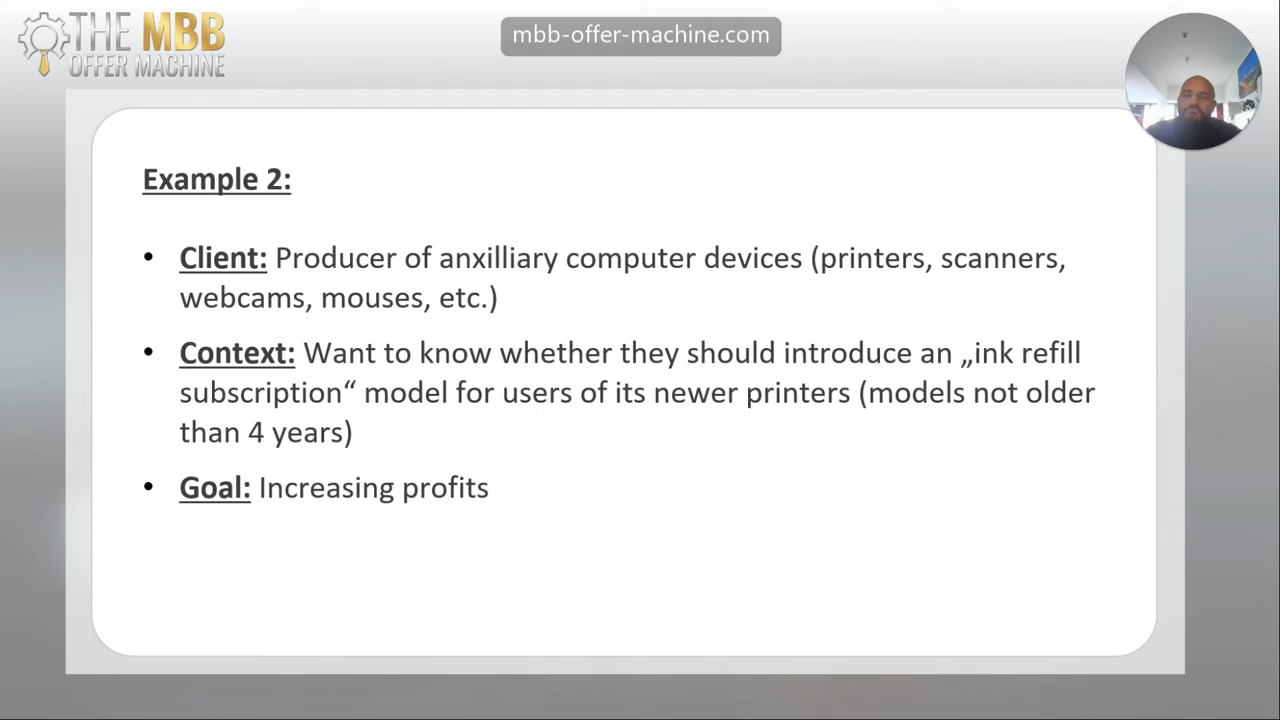 THE MBB
OFFER MACHINE
mbb-offer-machine.com
Example 2:
• Client: Producer of anxilliary computer devices (printers, scanners,
webcams, mouses, etc.)
• Context: Want to know whether they should introduce an „ink refill
subscription“ model for users of its newer printers (models not older
than 4 years)
• Goal: Increasing profits